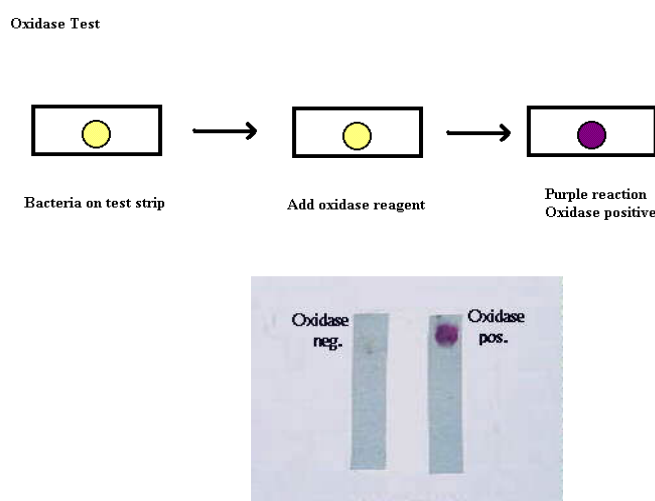 Oxidase Test
Bacteria on test strip
Add oxidase reagent
Purple reaction
Oxidase positive
Oxidase
neg.
Oxidase
pos.